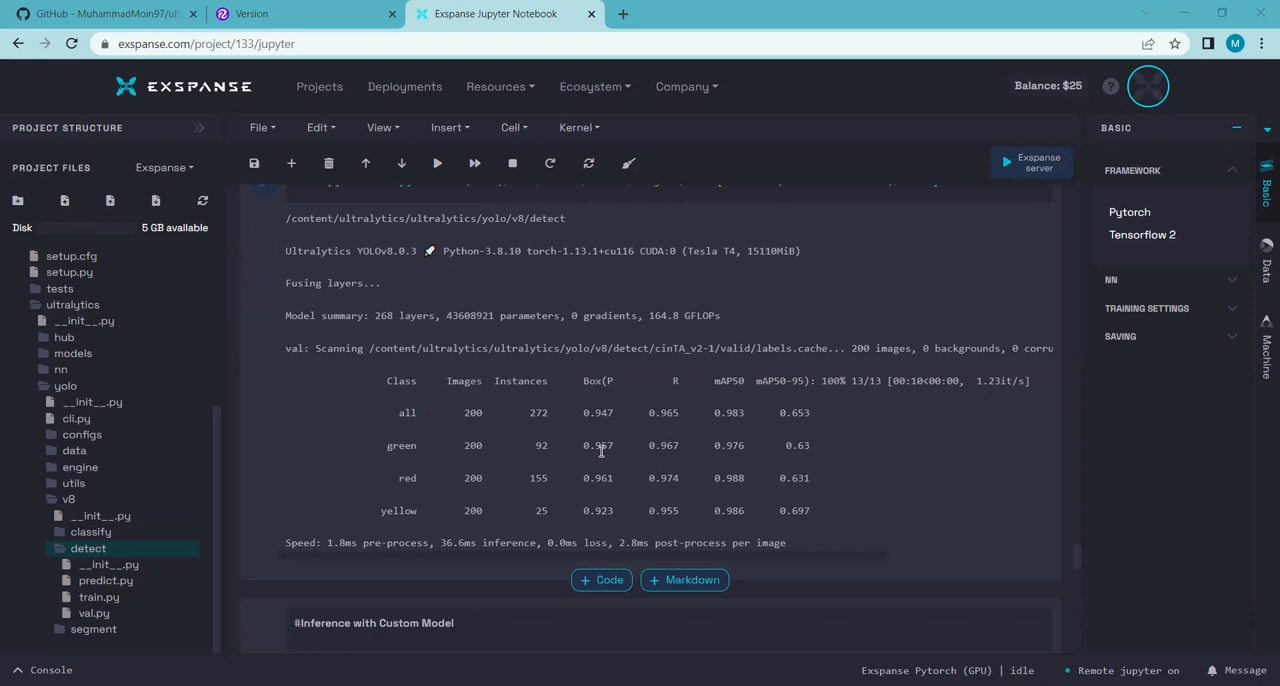 GitHub - MuhammadMoin97/ult
Version
Exspanse Jupyter Notebook
exspanse.com/project/133/jupyter
M
EXSPANSE
Projects
Deployments
Resources
Ecosystem
Company
Balance: $25
PROJECT STRUCTURE
File
Edit
View
Insert
Cell
Kernel
BASIC
PROJECT FILES
Exspanse
Exspanse server
FRAMEWORK
Basic
Disk
5 GB available
Pytorch
Tensorflow 2
Data
NN
TRAINING SETTINGS
SAVING
Machine
setup.cfg
setup.py
tests
ultralytics
__init__.py
hub
models
nn
yolo
__init__.py
cli.py
configs
data
engine
utils
v8
__init__.py
classify
detect
__init__.py
predict.py
train.py
val.py
segment
/content/ultralytics/ultralytics/yolo/v8/detect
Ultralytics YOLOv8.0.3 🚀 Python-3.8.10 torch-1.13.1+cu116 CUDA:0 (Tesla T4, 15110MiB)
Fusing layers...
Model summary: 268 layers, 43608921 parameters, 0 gradients, 164.8 GFLOPs
val: Scanning /content/ultralytics/ultralytics/yolo/v8/detect/cinTA_v2-1/valid/labels.cache... 200 images, 0 backgrounds, 0 corru
Class Images Instances Box(P R mAP50 mAP50-95): 100% 13/13 [00:10<00:00, 1.23it/s]
all 200 272 0.947 0.965 0.983 0.653
green 200 92 0.957 0.967 0.976 0.63
red 200 155 0.961 0.974 0.988 0.631
yellow 200 25 0.923 0.955 0.986 0.697
Speed: 1.8ms pre-process, 36.6ms inference, 0.0ms loss, 2.8ms post-process per image
+ Code
+ Markdown
#Inference with Custom Model
Console
Exspanse Pytorch (GPU) | idle
Remote jupyter on
Message